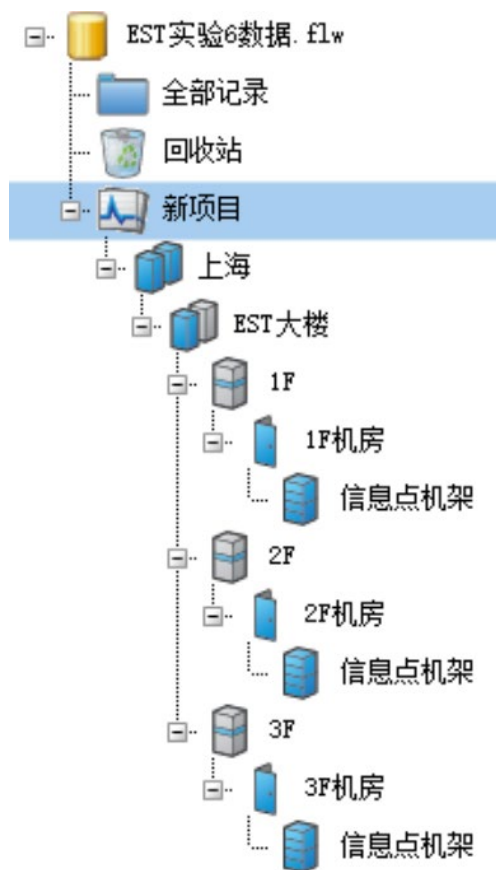 EST实验6数据.flw
全部记录
回收站
新项目
上海
EST大楼
1F
1F机房
信息点机架
2F
2F机房
信息点机架
3F
3F机房
信息点机架